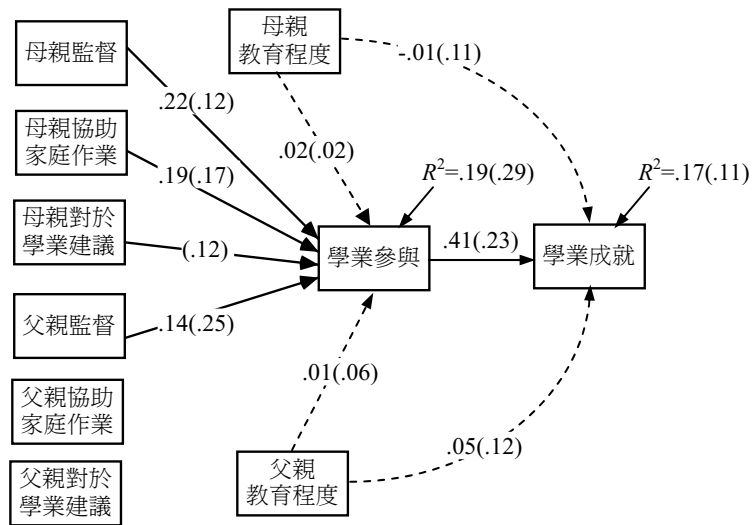 母親監督
母親協助
家庭作業
母親對於
學業建議
父親監督
父親協助
家庭作業
父親對於
學業建議
母親
教育程度
-.01(.11)
.22(.12)
.02(.02)
.19(.17)
R²=.19(.29)
R²=.17(.11)
(.12)
學業參與
.41(.23)
學業成就
.14(.25)
.01(.06)
.05(.12)
父親
教育程度